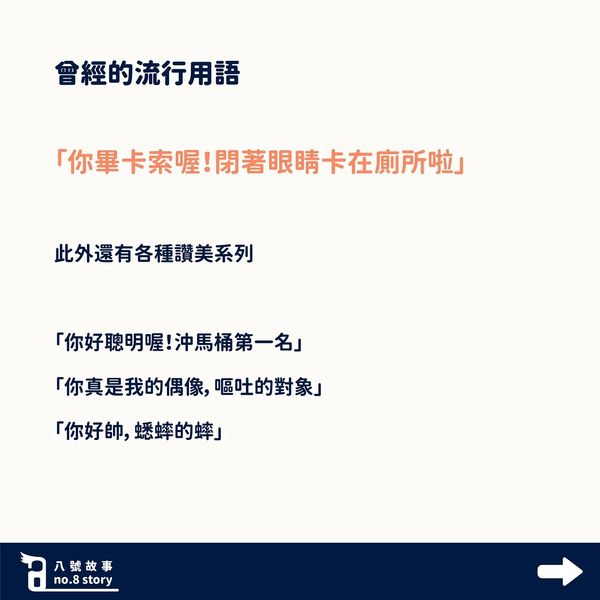 曾經的流行用語
「你畢卡索喔！閉著眼睛卡在廁所啦」
此外還有各種讚美系列
「你好聰明喔！沖馬桶第一名」
「你真是我的偶像，嘔吐的對象」
「你好帥，蟋蟀的蟀」
八號故事
no.8 story